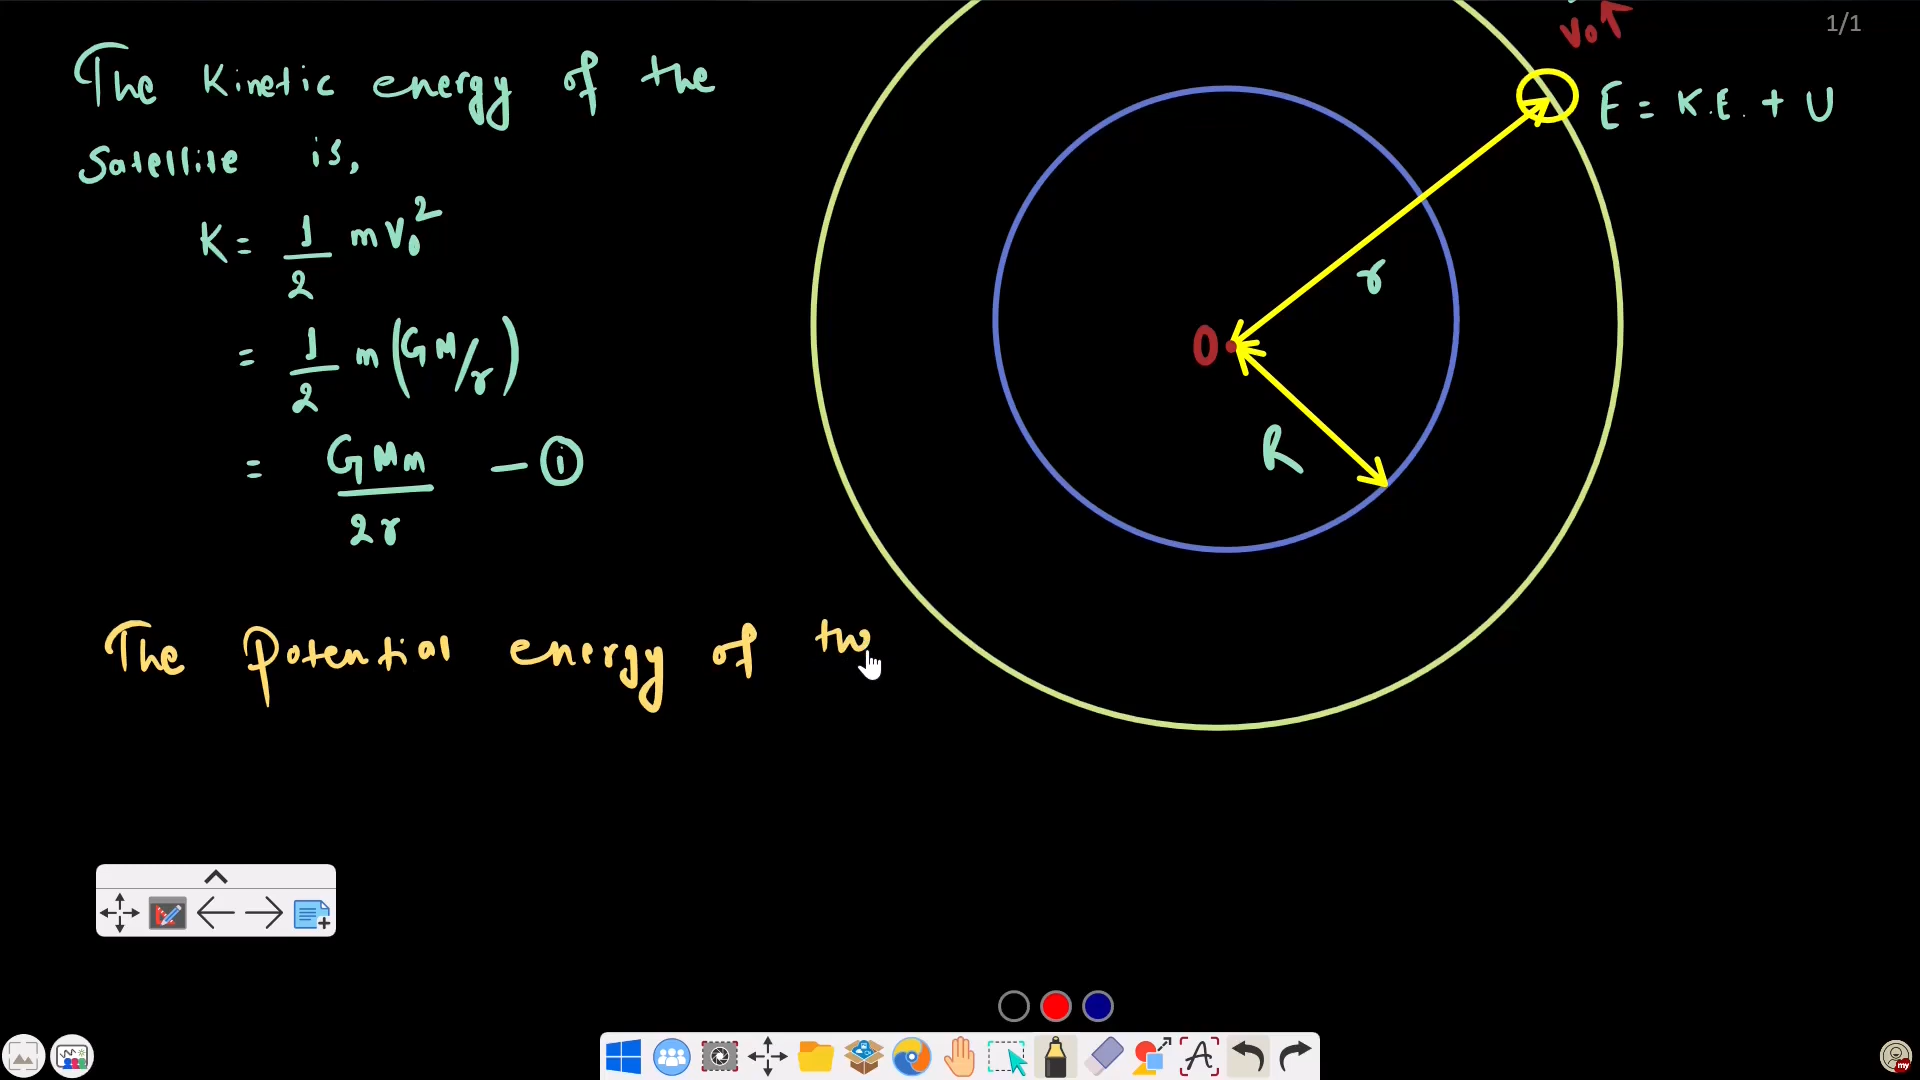 The Kinetic energy of the
Satellite is,
K = 1/2 mV₀²
= 1/2 m(GM/r)
= GMm/2r — ①
The Potential energy of two
V₀
E = K.E. + U
r
O
R
1/1